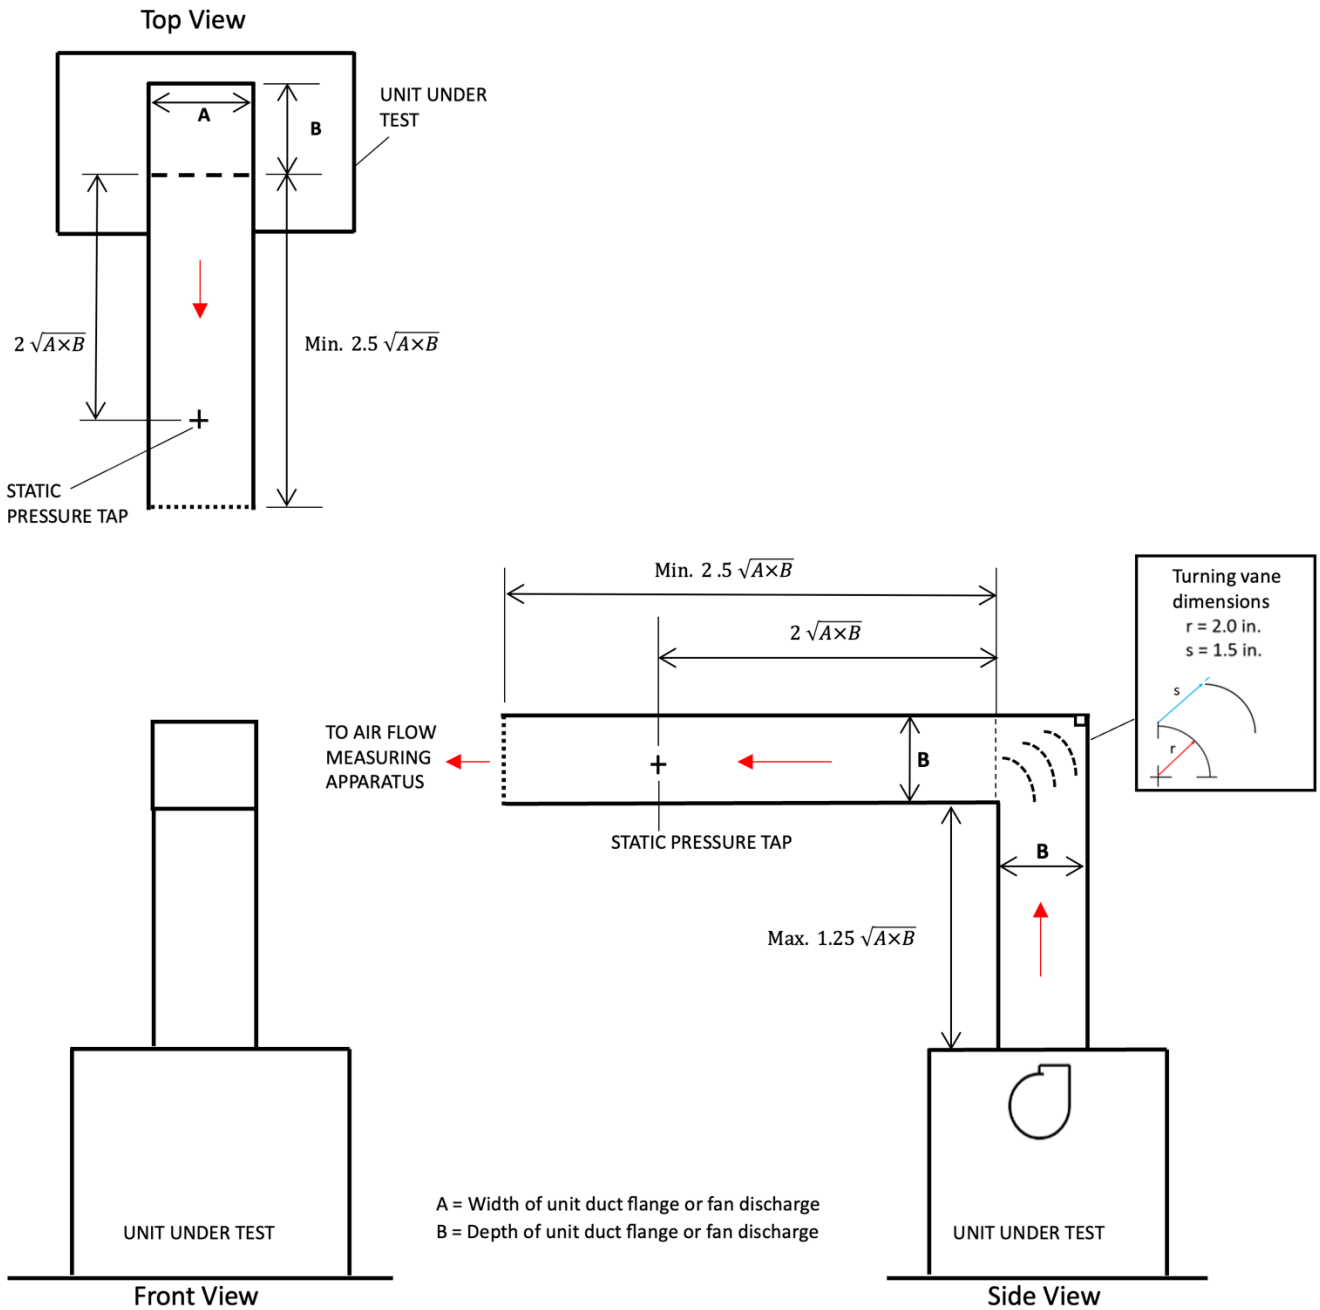 Top View
A
B
UNIT UNDER
TEST
2 √A×B
Min. 2.5 √A×B
STATIC
PRESSURE TAP
Min. 2 .5 √A×B
2 √A×B
Turning vane
dimensions
r = 2.0 in.
s = 1.5 in.
s
r
TO AIR FLOW
MEASURING
APPARATUS
B
STATIC PRESSURE TAP
B
Max. 1.25 √A×B
A = Width of unit duct flange or fan discharge
B = Depth of unit duct flange or fan discharge
UNIT UNDER TEST
UNIT UNDER TEST
Front View
Side View